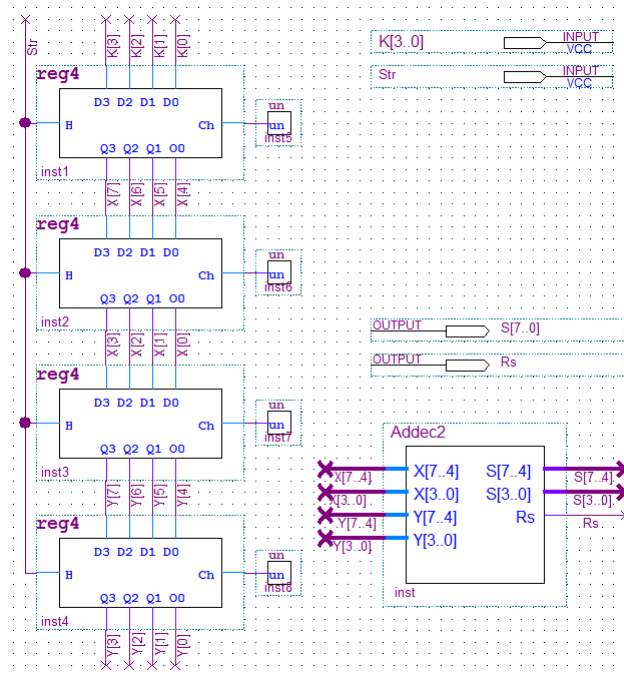 Str
K[3]
K[2]
K[1]
K[0]
reg4
D3 D2 D1 D0
H
Ch
Q3 Q2 Q1 O0
inst1
un
un
inst5
X[7]
X[6]
X[5]
X[4]
reg4
D3 D2 D1 D0
H
Ch
Q3 Q2 Q1 O0
inst2
un
un
inst6
X[3]
X[2]
X[1]
X[0]
reg4
D3 D2 D1 D0
H
Ch
Q3 Q2 Q1 O0
inst3
un
un
inst7
Y[7]
Y[6]
Y[5]
Y[4]
reg4
D3 D2 D1 D0
H
Ch
Q3 Q2 Q1 O0
inst4
un
un
inst8
Y[3]
Y[2]
Y[1]
Y[0]
K[3..0]
INPUT
VCC
Str
INPUT
VCC
OUTPUT
S[7..0]
OUTPUT
Rs
Addec2
X[7..4]
X[3..0]
Y[7..4]
Y[3..0]
X[7..4]
X[3..0]
Y[7..4]
Y[3..0]
S[7..4]
S[3..0]
Rs
S[7..4]
S[3..0]
Rs
inst